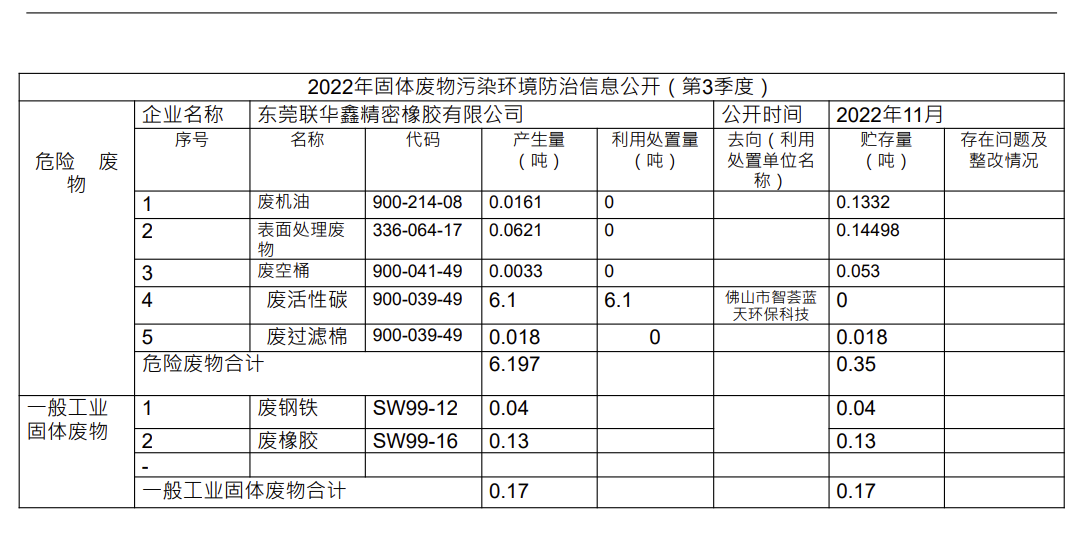 2022年固体废物污染环境防治信息公开（第3季度）
企业名称 东莞联华鑫精密橡胶有限公司 公开时间 2022年11月
危险 废
物
序号 名称 代码 产生量
（吨） 利用处置量
（吨） 去向（利用
处置单位名
称） 贮存量
（吨） 存在问题及
整改情况
1 废机油 900-214-08 0.0161 0 0.1332
2 表面处理废
物 336-064-17 0.0621 0 0.14498
3 废空桶 900-041-49 0.0033 0 0.053
4 废活性碳 900-039-49 6.1 6.1 佛山市智荟蓝
天环保科技 0
5 废过滤棉 900-039-49 0.018 0 0.018
危险废物合计 6.197 0.35
一般工业
固体废物
1 废钢铁 SW99-12 0.04 0.04
2 废橡胶 SW99-16 0.13 0.13
-
一般工业固体废物合计 0.17 0.17